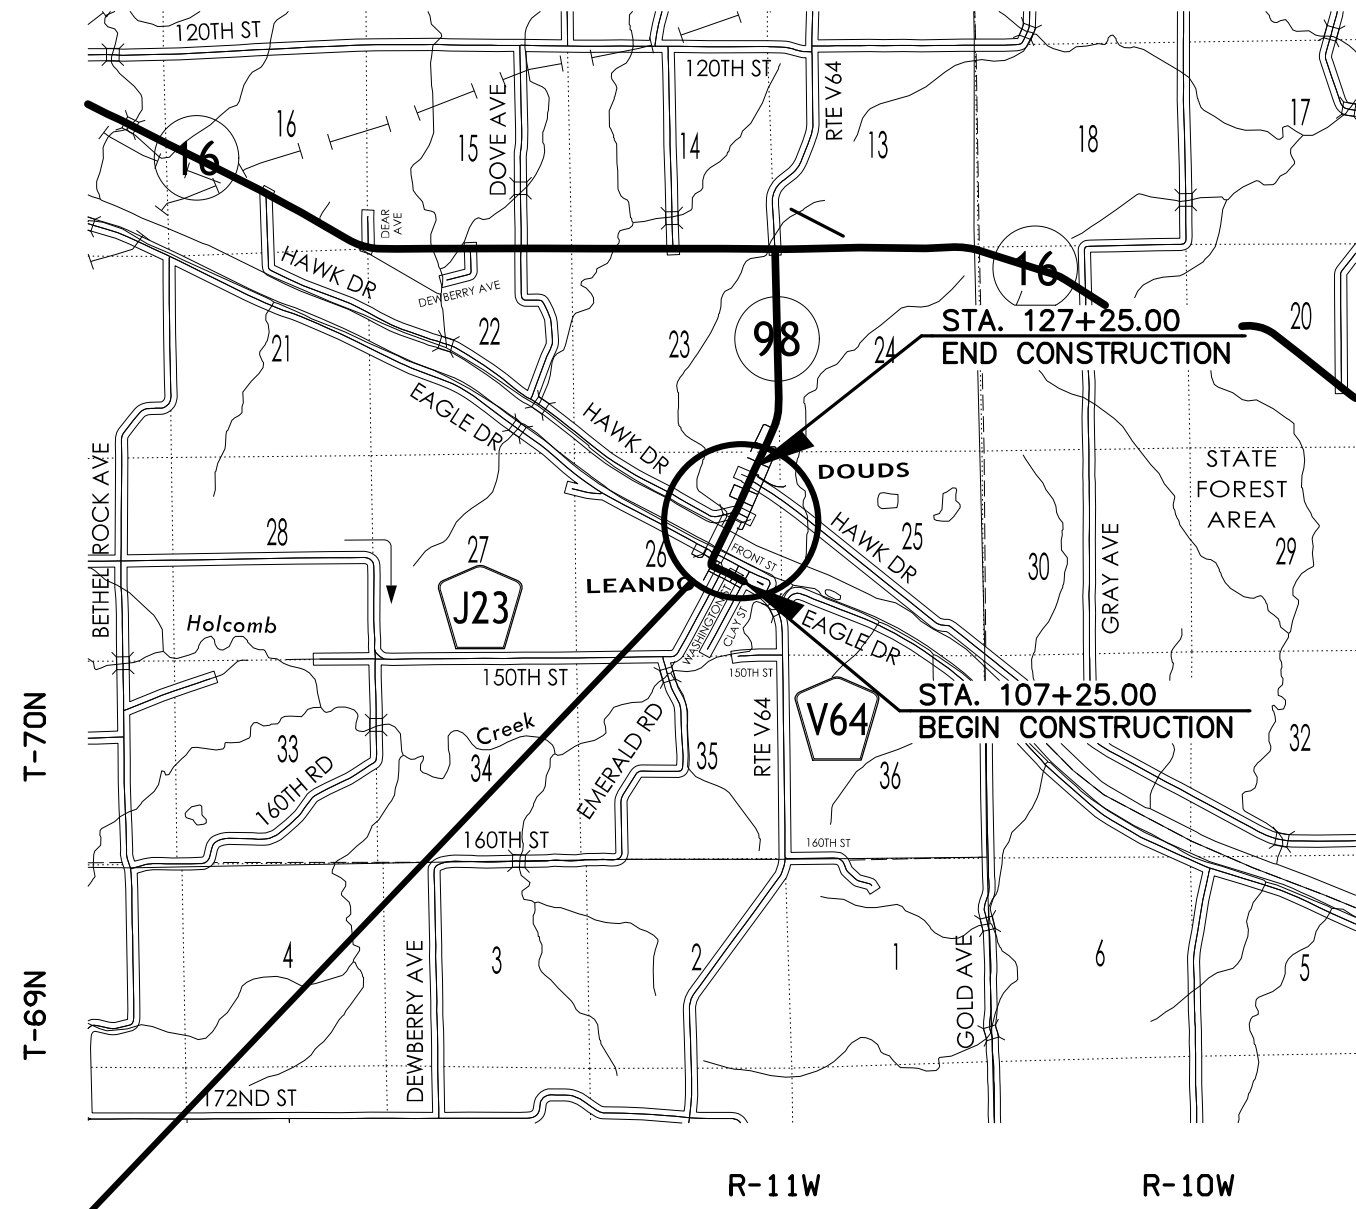 120TH ST
120TH ST
RTE V64
16
15
DOVE AVE
14
13
18
17
16
DEAR
AVE
HAWK DR
DEWBERRY AVE
16
21
22
23
98
24
20
STA. 127+25.00
END CONSTRUCTION
EAGLE DR
HAWK DR
DOUDS
STATE
FOREST
AREA
BETHEL ROCK AVE
28
27
26
FRONT ST
HAWK DR
25
30
GRAY AVE
29
LEANDO
J23
WASHINGTON ST
CLAY ST
EAGLE DR
Holcomb
150TH ST
150TH ST
STA. 107+25.00
BEGIN CONSTRUCTION
T-70N
33
160TH RD
Creek
34
EMERALD RD
35
RTE V64
V64
36
32
160TH ST
160TH ST
T-69N
4
DEWBERRY AVE
3
2
1
GOLD AVE
6
5
172ND ST
R-11W
R-10W